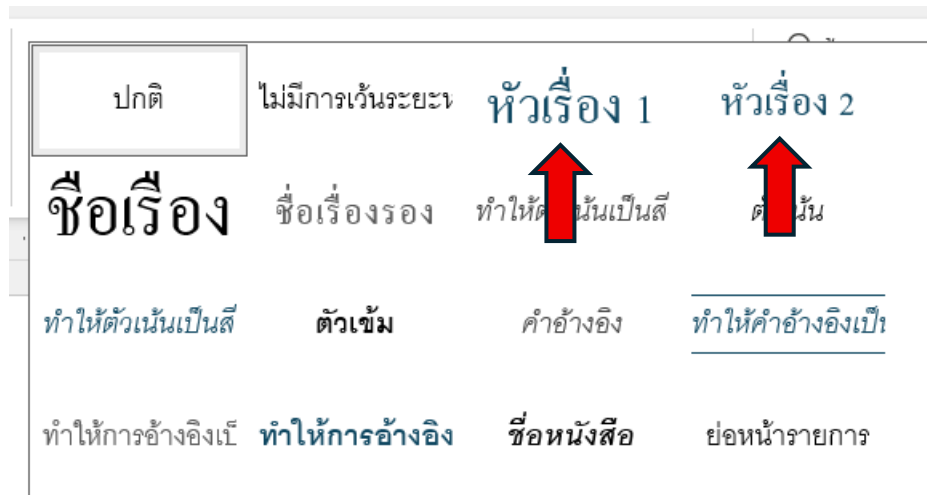 ปกติ ไม่มีการเว้นระยะห หัวเรื่อง 1 หัวเรื่อง 2
ชื่อเรื่อง ชื่อเรื่องรอง
ทำให้ตัวเน้นเป็นสี ตัวเข้ม คำอ้างอิง ทำให้คำอ้างอิงเป็น
ทำให้การอ้างอิงเป็ ทำให้การอ้างอิง ชื่อหนังสือ ย่อหน้ารายการ